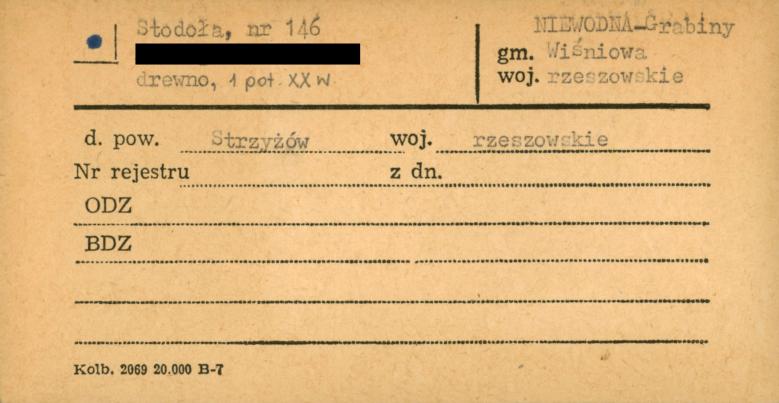 Stodoła, nr 146
drewno, 1 poł. XX w
NIEWODNA-Grabiny
gm. Wiśniowa
woj. rzeszowskie
d. pow. Strzyżów woj. rzeszowskie
Nr rejestru z dn.
ODZ
BDZ
Kolb. 2069 20.000 B-7